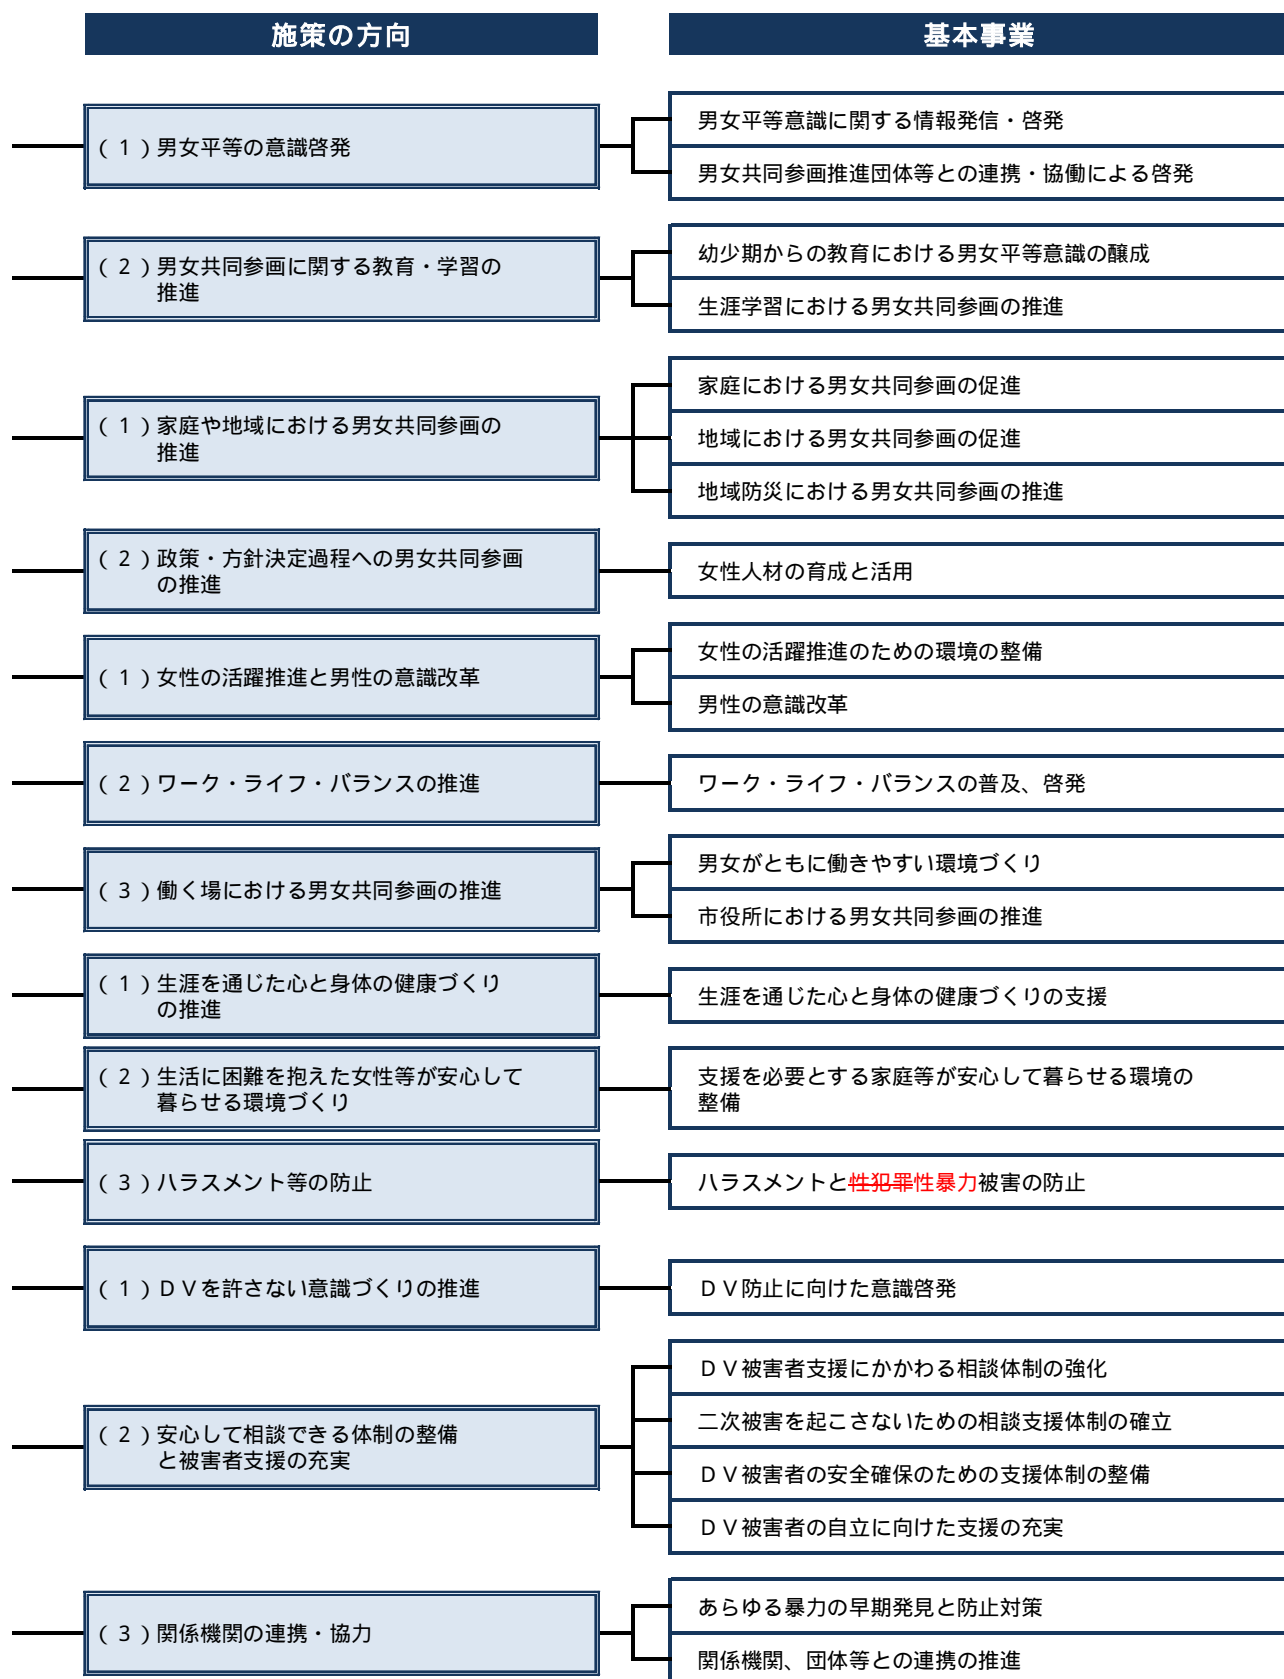 施策の方向
基本事業
(１)男女平等の意識啓発
男女平等意識に関する情報発信・啓発
男女共同参画推進団体等との連携・協働による啓発
(２)男女共同参画に関する教育・学習の
推進
幼少期からの教育における男女平等意識の醸成
生涯学習における男女共同参画の推進
(１)家庭や地域における男女共同参画の
推進
家庭における男女共同参画の促進
地域における男女共同参画の促進
地域防災における男女共同参画の推進
(２)政策・方針決定過程への男女共同参画
の推進
女性人材の育成と活用
(１)女性の活躍推進と男性の意識改革
女性の活躍推進のための環境の整備
男性の意識改革
(２)ワーク・ライフ・バランスの推進
ワーク・ライフ・バランスの普及、啓発
(３)働く場における男女共同参画の推進
男女がともに働きやすい環境づくり
市役所における男女共同参画の推進
(１)生涯を通じた心と身体の健康づくり
の推進
生涯を通じた心と身体の健康づくりの支援
(２)生活に困難を抱えた女性等が安心して
暮らせる環境づくり
支援を必要とする家庭等が安心して暮らせる環境の
整備
(３)ハラスメント等の防止
ハラスメントと性犯罪性暴力被害の防止
(１)ＤＶを許さない意識づくりの推進
ＤＶ防止に向けた意識啓発
(２)安心して相談できる体制の整備
と被害者支援の充実
ＤＶ被害者支援にかかわる相談体制の強化
二次被害を起こさないための相談支援体制の確立
ＤＶ被害者の安全確保のための支援体制の整備
ＤＶ被害者の自立に向けた支援の充実
(３)関係機関の連携・協力
あらゆる暴力の早期発見と防止対策
関係機関、団体等との連携の推進